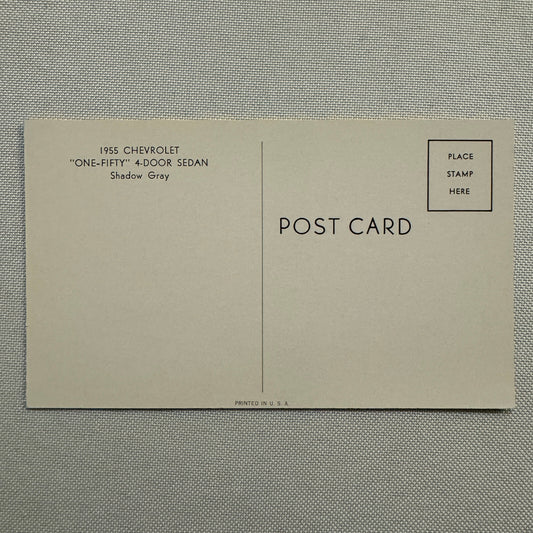 1955 CHEVROLET
"ONE-FIFTY" 4-DOOR SEDAN
Shadow Gray
POST CARD
PLACE
STAMP
HERE
PRINTED IN U. S. A.